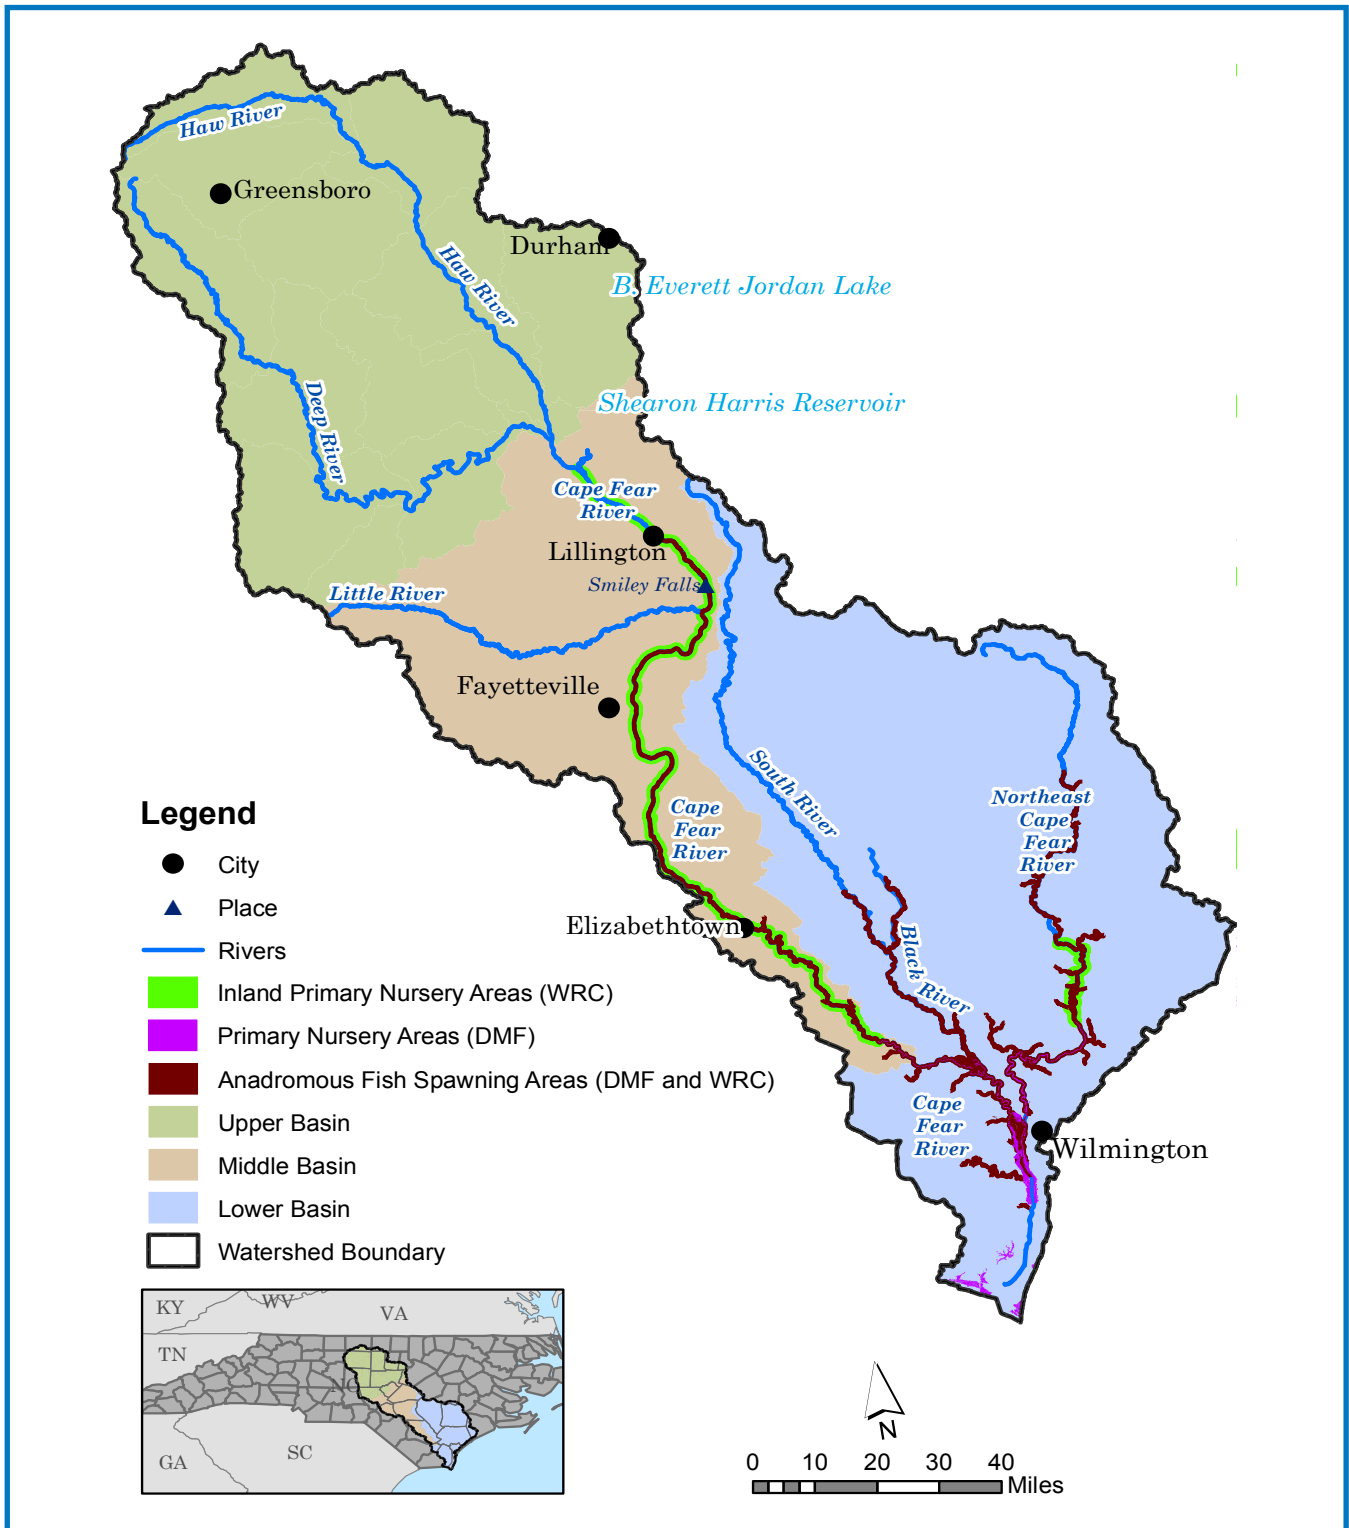 Haw River
Greensboro
Durham
Haw River
B. Everett Jordan Lake
Deep River
Shearon Harris Reservoir
Cape Fear
River
Lillington
Smiley Falls
Little River
Fayetteville
South River
Northeast
Cape
Fear
River
Cape
Fear
River
Elizabethtown
Black River
Cape
Fear
River
Wilmington
Legend
City
Place
Rivers
Inland Primary Nursery Areas (WRC)
Primary Nursery Areas (DMF)
Anadromous Fish Spawning Areas (DMF and WRC)
Upper Basin
Middle Basin
Lower Basin
Watershed Boundary
KY
WV
VA
TN
NC
SC
GA
N
0 10 20 30 40
Miles